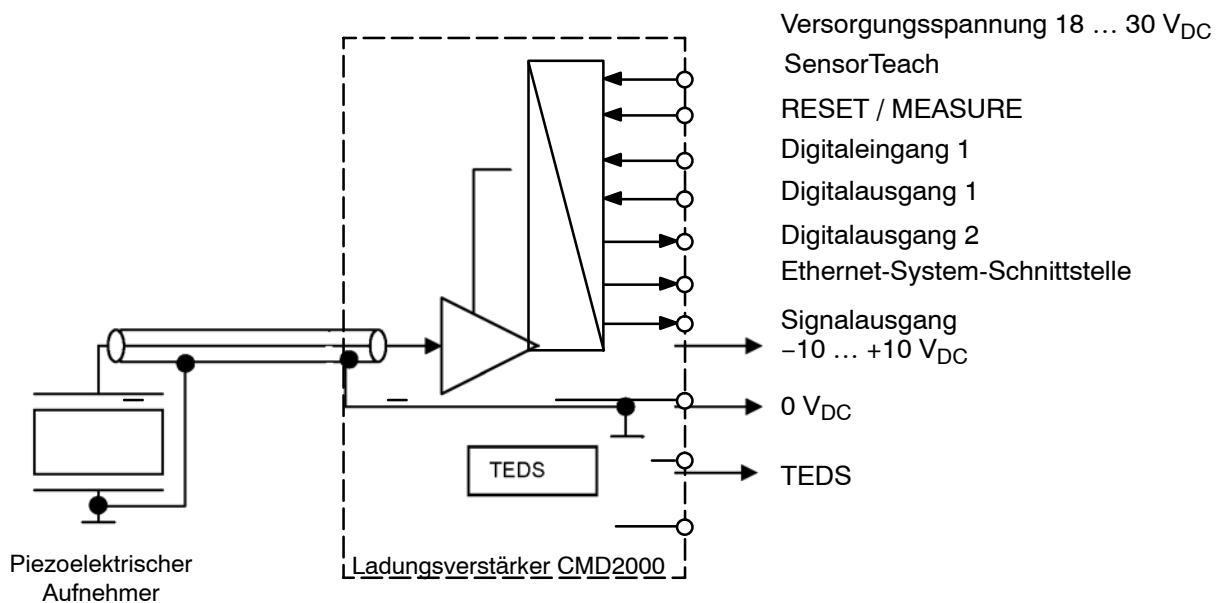 Versorgungsspannung 18 … 30 VDC
SensorTeach
RESET / MEASURE
Digitaleingang 1
Digitalausgang 1
Digitalausgang 2
Ethernet-System-Schnittstelle
Signalausgang
–10 … +10 VDC
0 VDC
TEDS
TEDS
Ladungsverstärker CMD2000
Piezoelektrischer
Aufnehmer